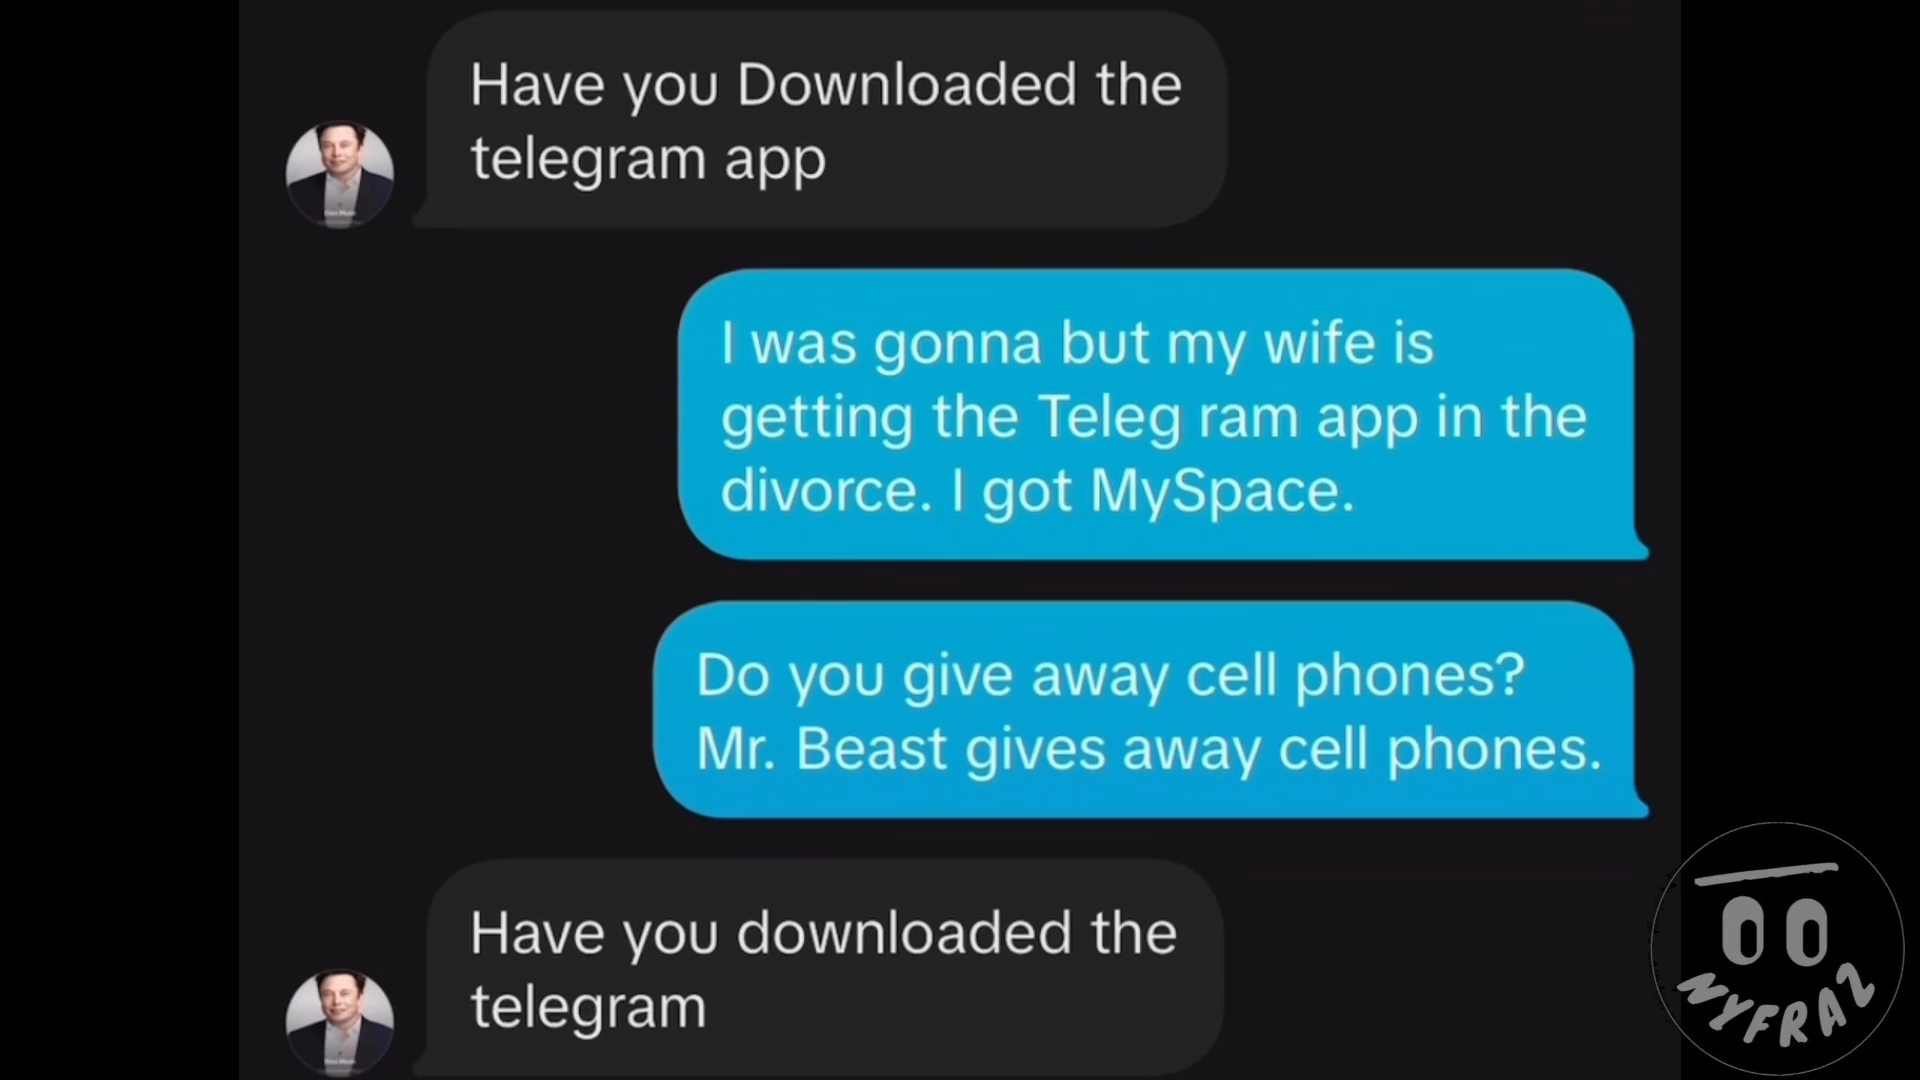 Have you Downloaded the
telegram app
I was gonna but my wife is
getting the Teleg ram app in the
divorce. I got MySpace.
Do you give away cell phones?
Mr. Beast gives away cell phones.
Have you downloaded the
telegram
NYFRAZ